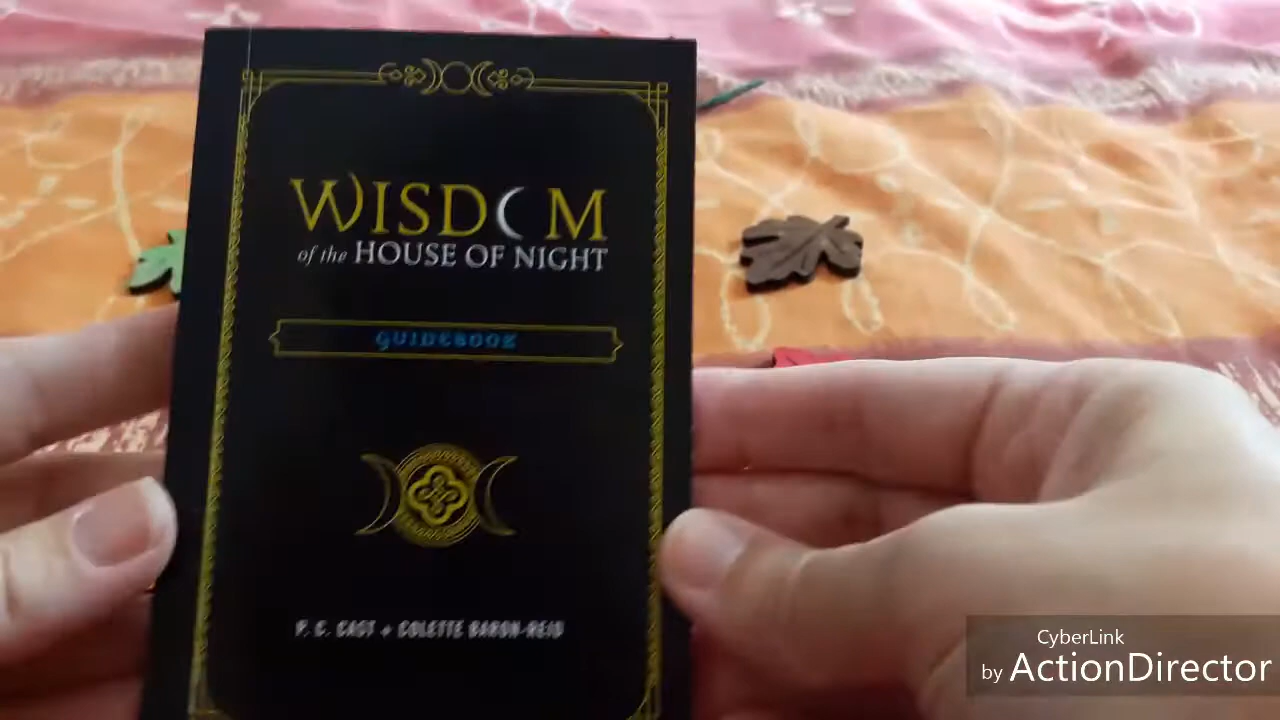 WISDOM
of the HOUSE OF NIGHT
GUIDEBOOK
P. C. CAST + COLETTE BARON-REID
CyberLink
by ActionDirector